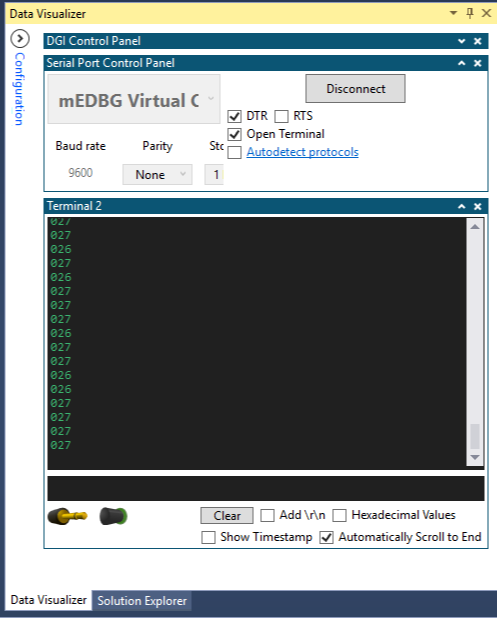 Data Visualizer
Configuration
DGI Control Panel
Serial Port Control Panel
mEDBG Virtual C
Disconnect
DTR RTS
Open Terminal
Autodetect protocols
Baud rate Parity Sto
9600 None 1
Terminal 2
027
027
026
027
026
027
027
027
027
027
027
026
026
027
027
027
027
Clear Add \r\n Hexadecimal Values
Show Timestamp Automatically Scroll to End
Data Visualizer Solution Explorer